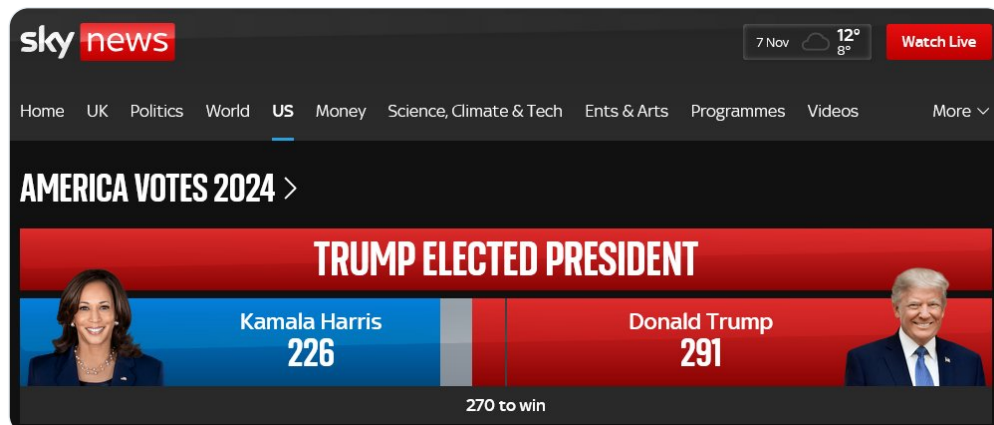 sky news
7 Nov 12° 8° Watch Live
Home UK Politics World US Money Science, Climate & Tech Ents & Arts Programmes Videos More
AMERICA VOTES 2024
TRUMP ELECTED PRESIDENT
Kamala Harris
226
Donald Trump
291
270 to win